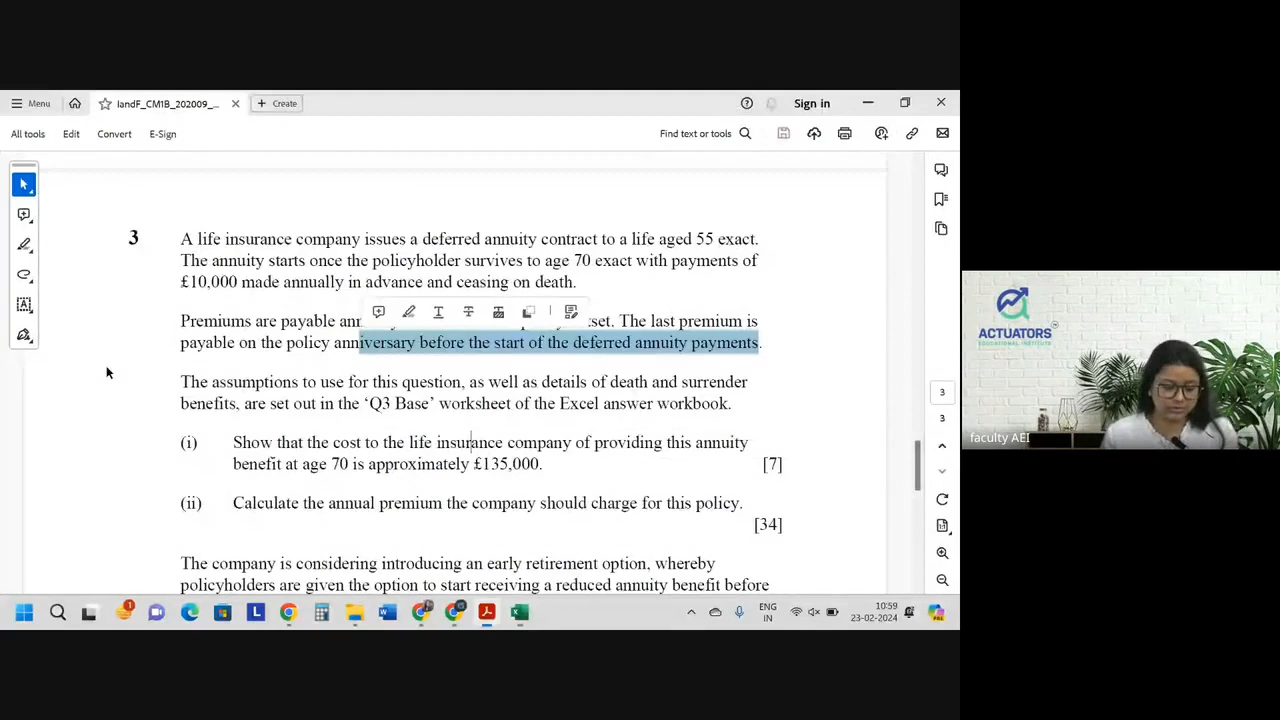 Menu
IandF_CM1B_202009_...
Create
Sign in
All tools
Edit
Convert
E-Sign
Find text or tools
3
A life insurance company issues a deferred annuity contract to a life aged 55 exact.
The annuity starts once the policyholder survives to age 70 exact with payments of
£10,000 made annually in advance and ceasing on death.
Premiums are payable The last premium is
payable on the policy anniversary before the start of the deferred annuity payments.
The assumptions to use for this question, as well as details of death and surrender
benefits, are set out in the ‘Q3 Base’ worksheet of the Excel answer workbook.
(i) Show that the cost to the life insurance company of providing this annuity
benefit at age 70 is approximately £135,000. [7]
(ii) Calculate the annual premium the company should charge for this policy.
[34]
The company is considering introducing an early retirement option, whereby
policyholders are given the option to start receiving a reduced annuity benefit before
3
3
ACTUATORS
EDUCATIONAL INSTITUTE
faculty AEI
1
L
ENG
IN
10:59
23-02-2024